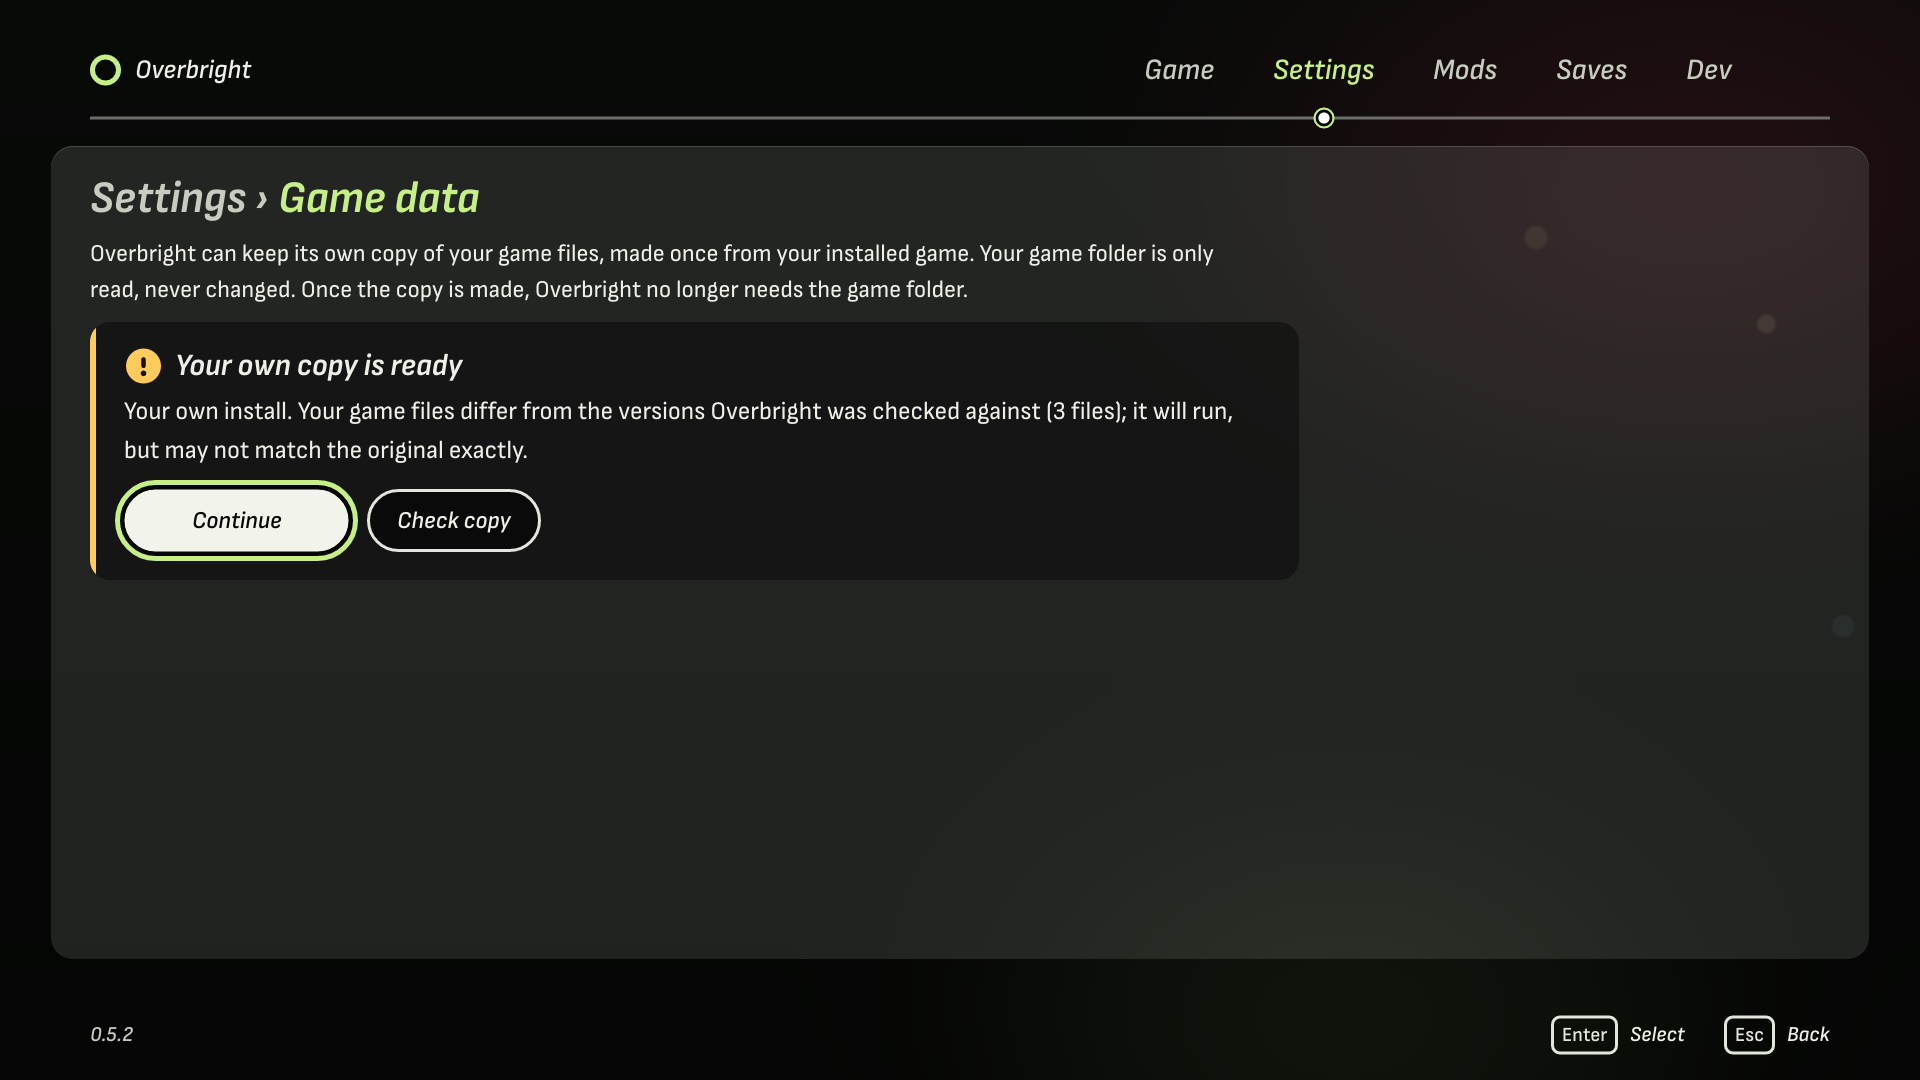 Overbright
Game Settings Mods Saves Dev
Settings › Game data
Overbright can keep its own copy of your game files, made once from your installed game. Your game folder is only
read, never changed. Once the copy is made, Overbright no longer needs the game folder.
Your own copy is ready
Your own install. Your game files differ from the versions Overbright was checked against (3 files); it will run,
but may not match the original exactly.
Continue Check copy
0.5.2
Enter Select Esc Back